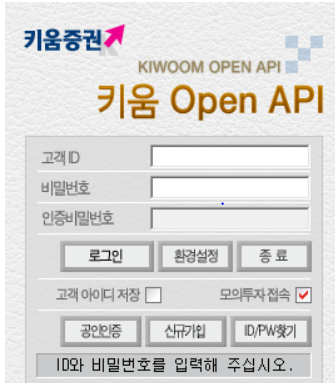 키움증권
KIWOOM OPEN API
키움 Open API
고객 ID
비밀번호
인증비밀번호
로그인 환경설정 종 료
고객 아이디 저장 모의투자 접속
공인인증 신규가입 ID/PW찾기
ID와 비밀번호를 입력해 주십시오.